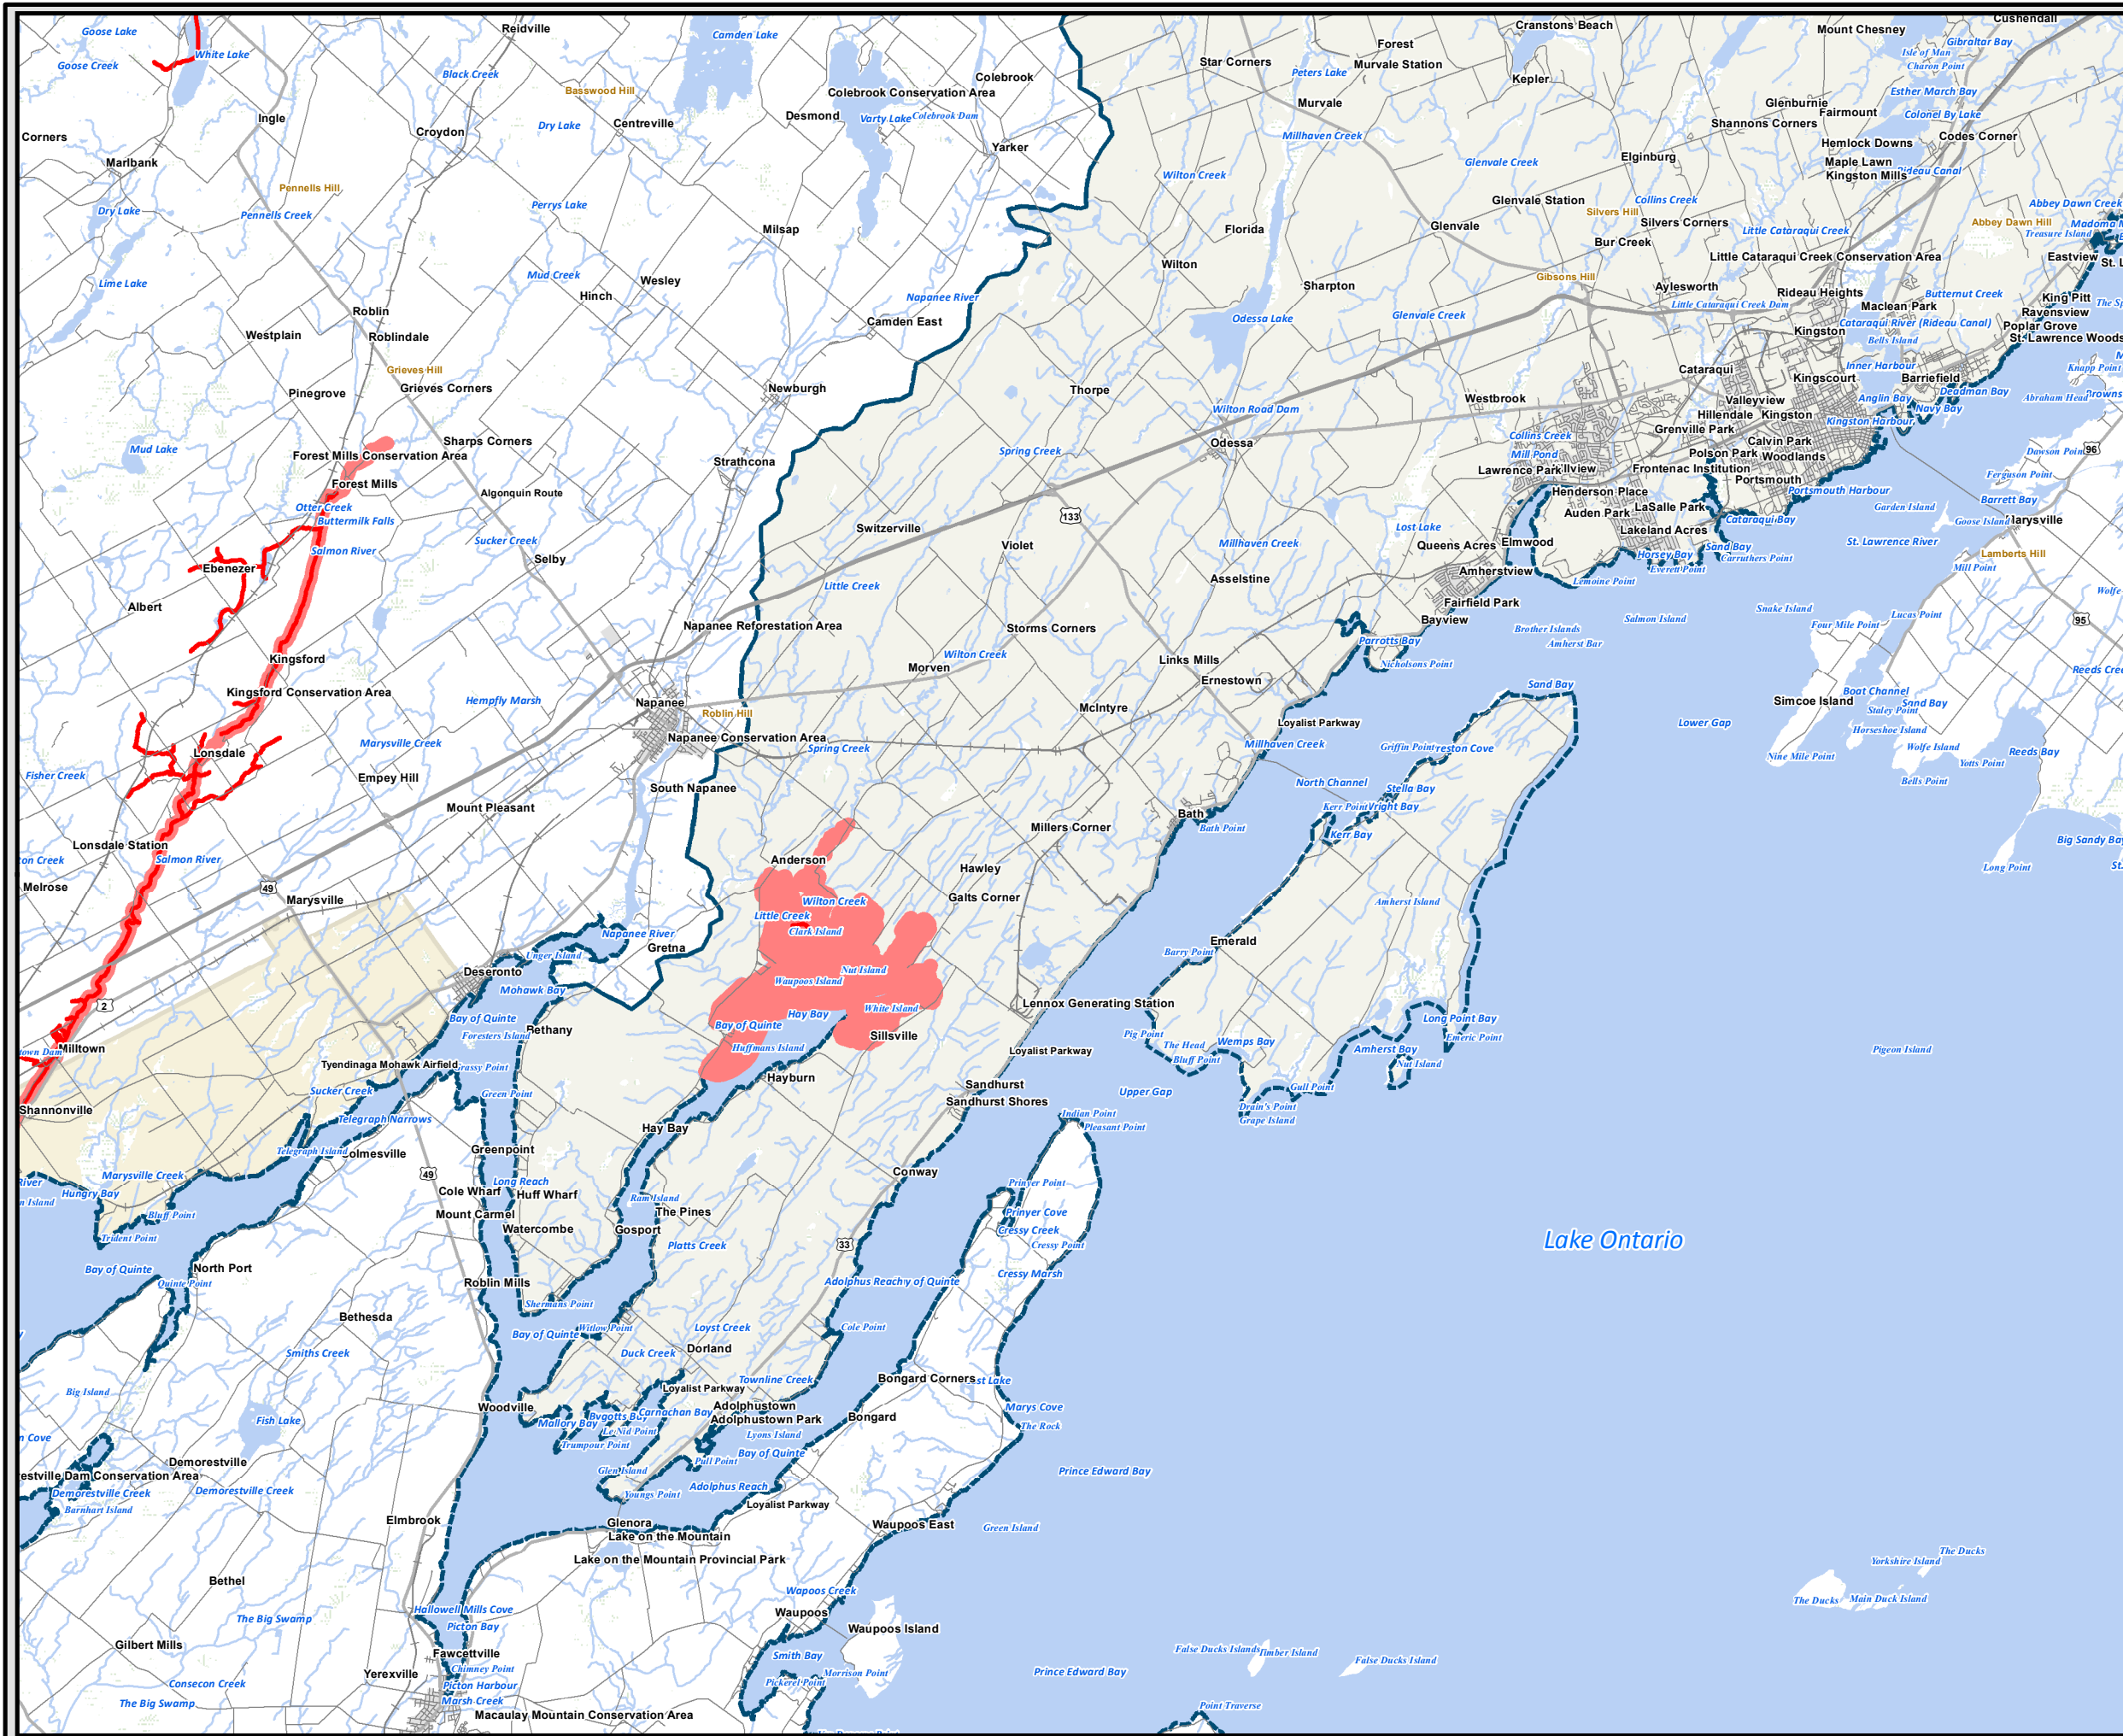 Goose Lake
Reidville
Camden Lake
Cranstons Beach
Mount Chesney
Cushendall
White Lake
Goose Creek
Black Creek
Basswood Hill
Colebrook
Colebrook Conservation Area
Star Corners
Forest
Murvale Station
Peters Lake
Kepler
Isle of Man
Gibraltar Bay
Charon Point
Esther March Bay
Ingle
Croydon
Dry Lake
Centreville
Desmond
Varty Lake
Colebrook Dam
Yarker
Murvale
Millhaven Creek
Glenburnie
Fairmount
Shannons Corners
Colonel By Lake
Codes Corner
Corners
Marlbank
Pennells Hill
Pennells Creek
Dry Lake
Perrys Lake
Milsap
Wilton Creek
Glenvale Creek
Elginburg
Hemlock Downs
Maple Lawn
Kingston Mills
Glenvale Station
Collins Creek
Silvers Hill
Silvers Corners
Abbey Dawn Creek
Abbey Dawn Hill
Treasure Island
Florida
Glenvale
Bur Creek
Little Cataraqui Creek
Little Cataraqui Creek Conservation Area
Eastview
Lime Lake
Mud Creek
Wesley
Hinch
Napanee River
Wilton
Sharpton
Gibsons Hill
Aylesworth
Rideau Heights
Butternut Creek
King Pitt
Ravensview
Roblin
Roblindale
Westplain
Camden East
Odessa Lake
Glenvale Creek
Little Cataraqui Creek Dam
Maclean Park
Kingston
Cataraqui River (Rideau Canal)
Bells Island
Poplar Grove
St. Lawrence Woods
Grieves Hill
Grieves Corners
Pinegrove
Newburgh
Thorpe
Cataraqui
Kingscourt
Inner Harbour
Barriefield
Knapp Point
Westbrook
Valleyview
Anglin Bay
Deadman Bay
Navy Bay
Abraham Head
Wilton Road Dam
Hillendale
Kingston
Grenville Park
Kingston Harbour
Mud Lake
Sharps Corners
Forest Mills Conservation Area
Strathcona
Spring Creek
Odessa
Collins Creek
Mill Pond
Calvin Park
Polson Park
Woodlands
96
Forest Mills
Algonquin Route
Lawrence Park
Frontenac Institution
Portsmouth
Ferguson Point
Otter Creek
Buttermilk Falls
133
Henderson Place
Portsmouth Harbour
Barrett Bay
Switzerville
Auden Park
LaSalle Park
Garden Island
Goose Island
Lost Lake
Cataraqui Bay
Salmon River
Sucker Creek
Selby
Violet
Millhaven Creek
Queens Acres
Elmwood
Lakeland Acres
Sand Bay
St. Lawrence River
Lamberts Hill
Ebenezer
Little Creek
Asselstine
Amherstview
Horsey Bay
Carruthers Point
Everett Point
Mill Point
Albert
Fairfield Park
Lemoine Point
Napanee Reforestation Area
Storms Corners
Bayview
Brother Islands
Amherst Bar
Salmon Island
Snake Island
Four Mile Point
Lucas Point
95
Kingsford
Wilton Creek
Morven
Links Mills
Parrotts Bay
Nicholsons Point
Kingsford Conservation Area
Hempfly Marsh
Napanee
Roblin Hill
McIntyre
Ernestown
Sand Bay
Simcoe Island
Boat Channel
Staley Point
Sand Bay
Loyalist Parkway
Lower Gap
Lonsdale
Marysville Creek
Napanee Conservation Area
Spring Creek
Millhaven Creek
Griffin Point
Nine Mile Point
Horseshoe Island
Wolfe Island
Reeds Bay
Yotts Point
Fisher Creek
Empey Hill
South Napanee
North Channel
Stella Bay
Bells Point
Mount Pleasant
Millers Corner
Bath
Bath Point
Kerr Point
Kerr Bay
Lonsdale Station
Salmon River
Anderson
Hawley
Long Point
Melrose
49
Marysville
Wilton Creek
Little Creek
Clark Island
Galts Corner
Amherst Island
Napanee River
Gretna
Unger Island
Emerald
Barry Point
Deseronto
Mohawk Bay
Waupoos Island
Nut Island
2
White Island
Lennox Generating Station
Bay of Quinte
Foresters Island
Bethany
Hay Bay
Bay of Quinte
Huffmans Island
Sillsville
Long Point Bay
Emeric Point
Milltown
Pig Point
The Head
Bluff Point
Wemps Bay
Amherst Bay
Nut Island
Pigeon Island
Tyendinaga Mohawk Airfield
Loyalist Parkway
Hayburn
Sucker Creek
Green Point
Sandhurst
Sandhurst Shores
Upper Gap
Gull Point
Drain's Point
Grape Island
Shannonville
Telegraph Narrows
Indian Point
Pleasant Point
Hay Bay
Telegraph Island
Greenpoint
Marysville Creek
Hungry Bay
49
Long Reach
Conway
Cole Wharf
Huff Wharf
Ram Island
Prinyer Point
Bluff Point
Mount Carmel
The Pines
Prinyer Cove
Watercombe
Gosport
Cressy Creek
Trident Point
Platts Creek
33
Cressy Point
Lake Ontario
Bay of Quinte
North Port
Quinte Point
Roblin Mills
Cressy Marsh
Shermans Point
Bethesda
Bay of Quinte
Witlow Point
Loyst Creek
Cole Point
Smiths Creek
Duck Creek
Dorland
Big Island
Loyalist Parkway
Townline Creek
Bongard Corners
Woodville
Carnachan Bay
Adolphustown
Adolphustown Park
Bongard
Marys Cove
The Rock
Fish Lake
Mallory Bay
Trumpour Point
Lyons Island
Demorestville
Pull Point
Bay of Quinte
Glen Island
Prince Edward Bay
Demorestville Creek
Demorestville Creek
Barnhart Island
Youngs Point
Adolphus Reach
Loyalist Parkway
Elmbrook
Glenora
Lake on the Mountain
Waupoos East
Green Island
Lake on the Mountain Provincial Park
The Ducks
Yorkshire Island
Bethel
Wapoos Creek
The Ducks
Main Duck Island
The Big Swamp
Hallowell Mills Cove
Picton Bay
Waupoos
Waupoos Island
Gilbert Mills
Fawcettville
Smith Bay
False Ducks Islands
Timber Island
False Ducks Island
Yerexville
Chimney Point
Morrison Point
Prince Edward Bay
Consecon Creek
Picton Harbour
Pickerel Point
The Big Swamp
Marsh Creek
Macaulay Mountain Conservation Area
Point Traverse